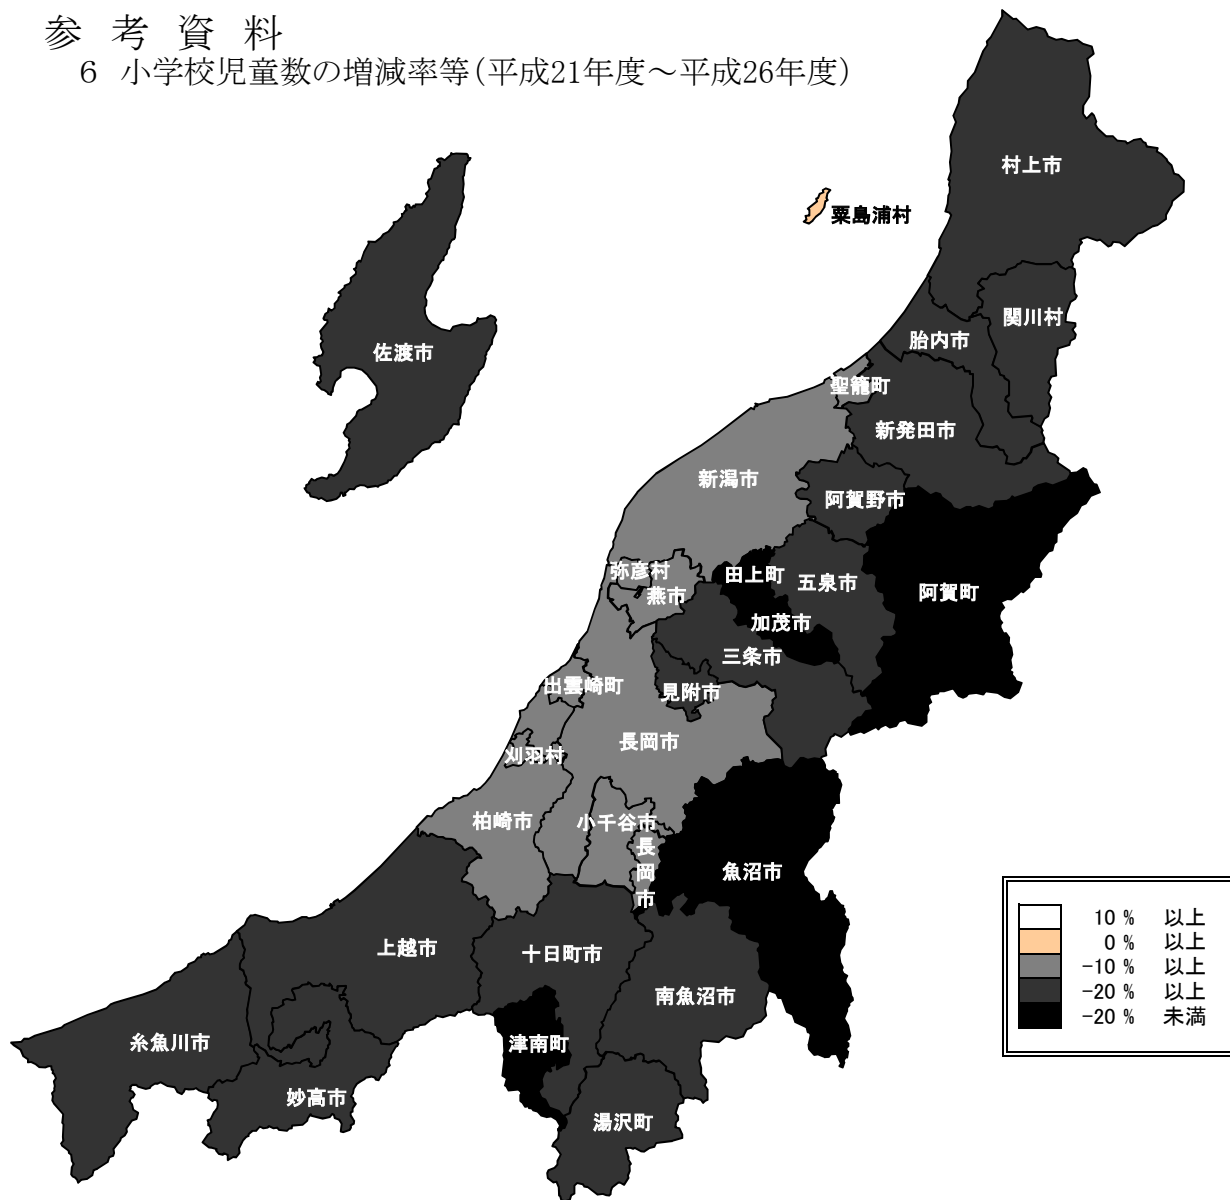 参 考 資 料
6 小学校児童数の増減率等(平成21年度～平成26年度)
村上市
粟島浦村
関川村
胎内市
佐渡市
聖籠町
新発田市
新潟市
阿賀野市
弥彦村
田上町
五泉市
阿賀町
燕市
加茂市
三条市
出雲崎町
見附市
長岡市
刈羽村
柏崎市
小千谷市
長岡市
魚沼市
上越市
十日町市
南魚沼市
糸魚川市
津南町
妙高市
湯沢町
10 % 以上
0 % 以上
-10 % 以上
-20 % 以上
-20 % 未満